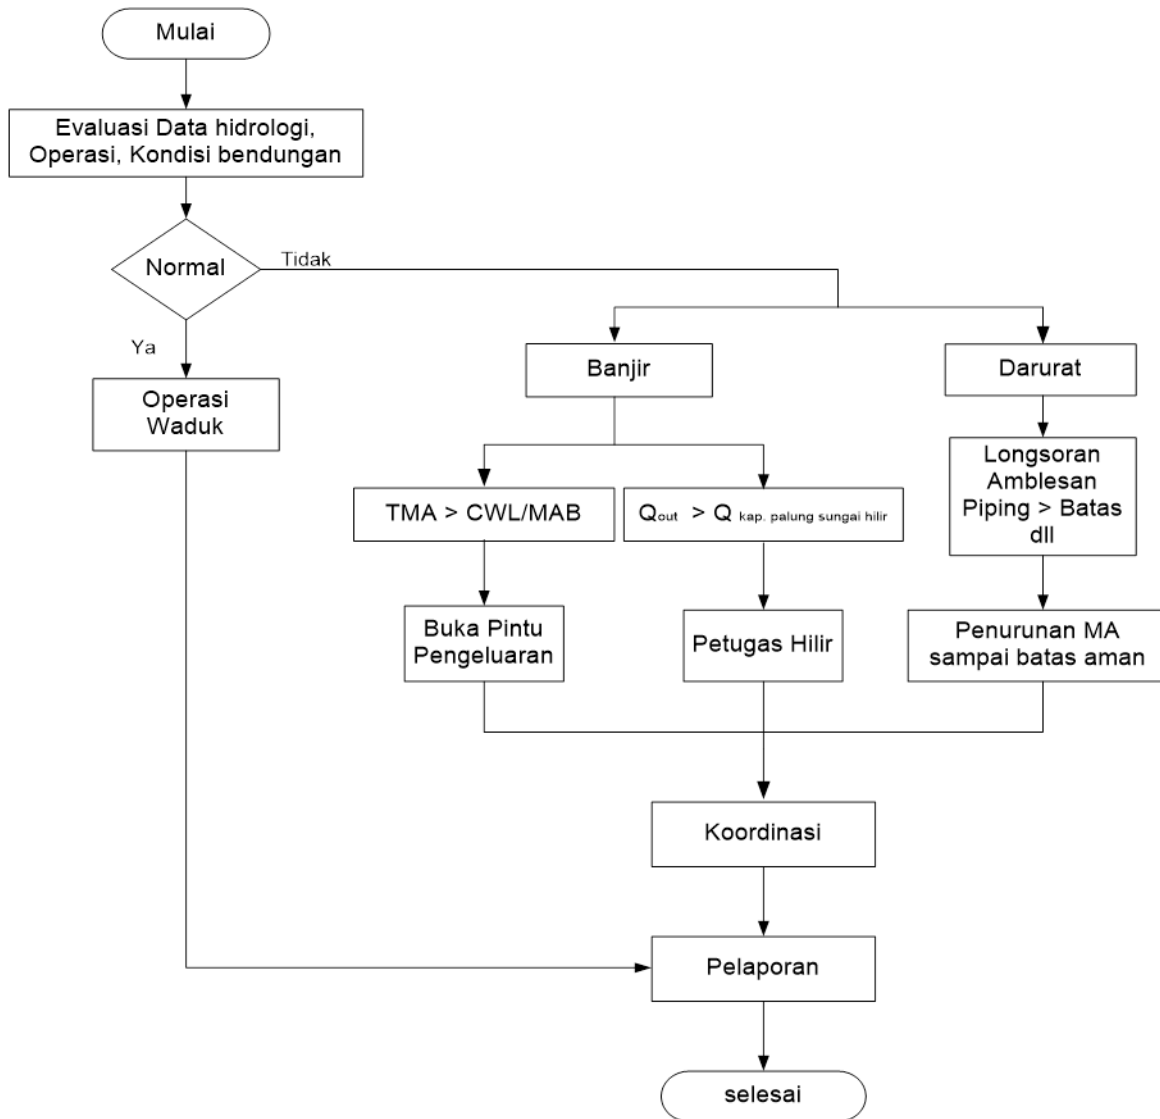 Mulai
Evaluasi Data hidrologi,
Operasi, Kondisi bendungan
Normal
Tidak
Ya
Operasi
Waduk
Banjir
Darurat
TMA > CWL/MAB
Qout > Q kap. palung sungai hilir
Longsoran
Amblesan
Piping > Batas
dll
Buka Pintu
Pengeluaran
Petugas Hilir
Penurunan MA
sampai batas aman
Koordinasi
Pelaporan
selesai